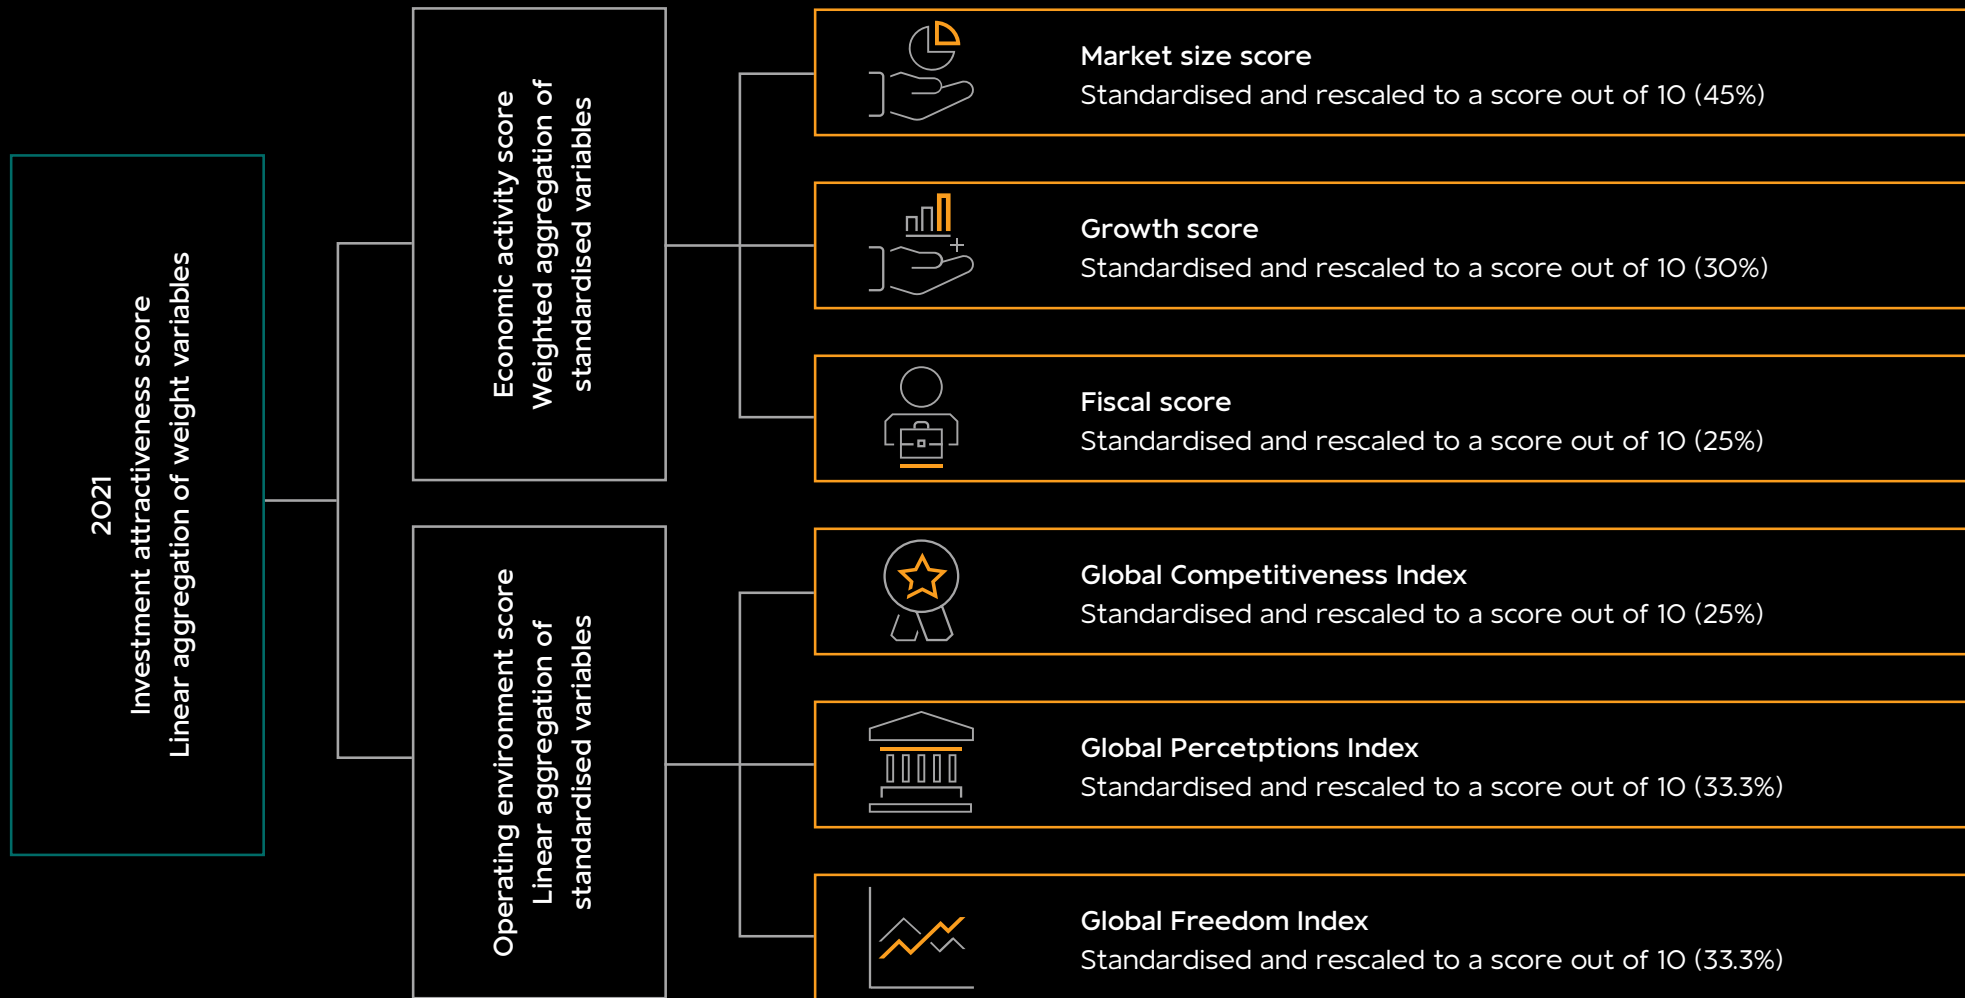 2021
Investment attractiveness score
Linear aggregation of weight variables
Economic activity score
Weighted aggregation of
standardised variables
Market size score
Standardised and rescaled to a score out of 10 (45%)
Growth score
Standardised and rescaled to a score out of 10 (30%)
Fiscal score
Standardised and rescaled to a score out of 10 (25%)
Operating environment score
Linear aggregation of
standardised variables
Global Competitiveness Index
Standardised and rescaled to a score out of 10 (25%)
Global Percetptions Index
Standardised and rescaled to a score out of 10 (33.3%)
Global Freedom Index
Standardised and rescaled to a score out of 10 (33.3%)